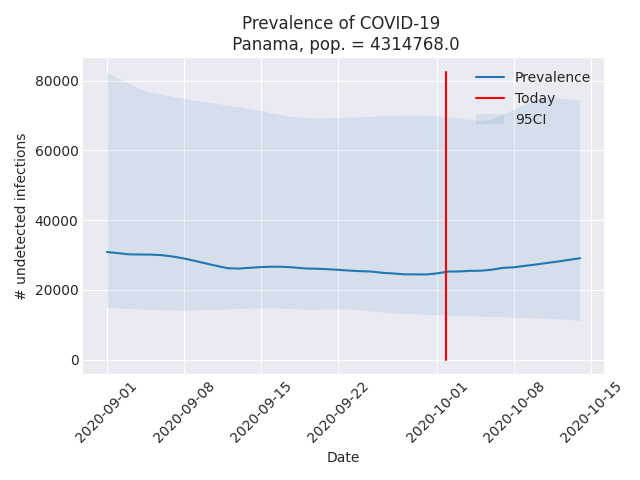 Prevalence of COVID-19
Panama, pop. = 4314768.0
Prevalence
Today
95CI
# undetected infections
80000
60000
40000
20000
0
2020-09-01
2020-09-08
2020-09-15
2020-09-22
2020-10-01
2020-10-08
2020-10-15
Date